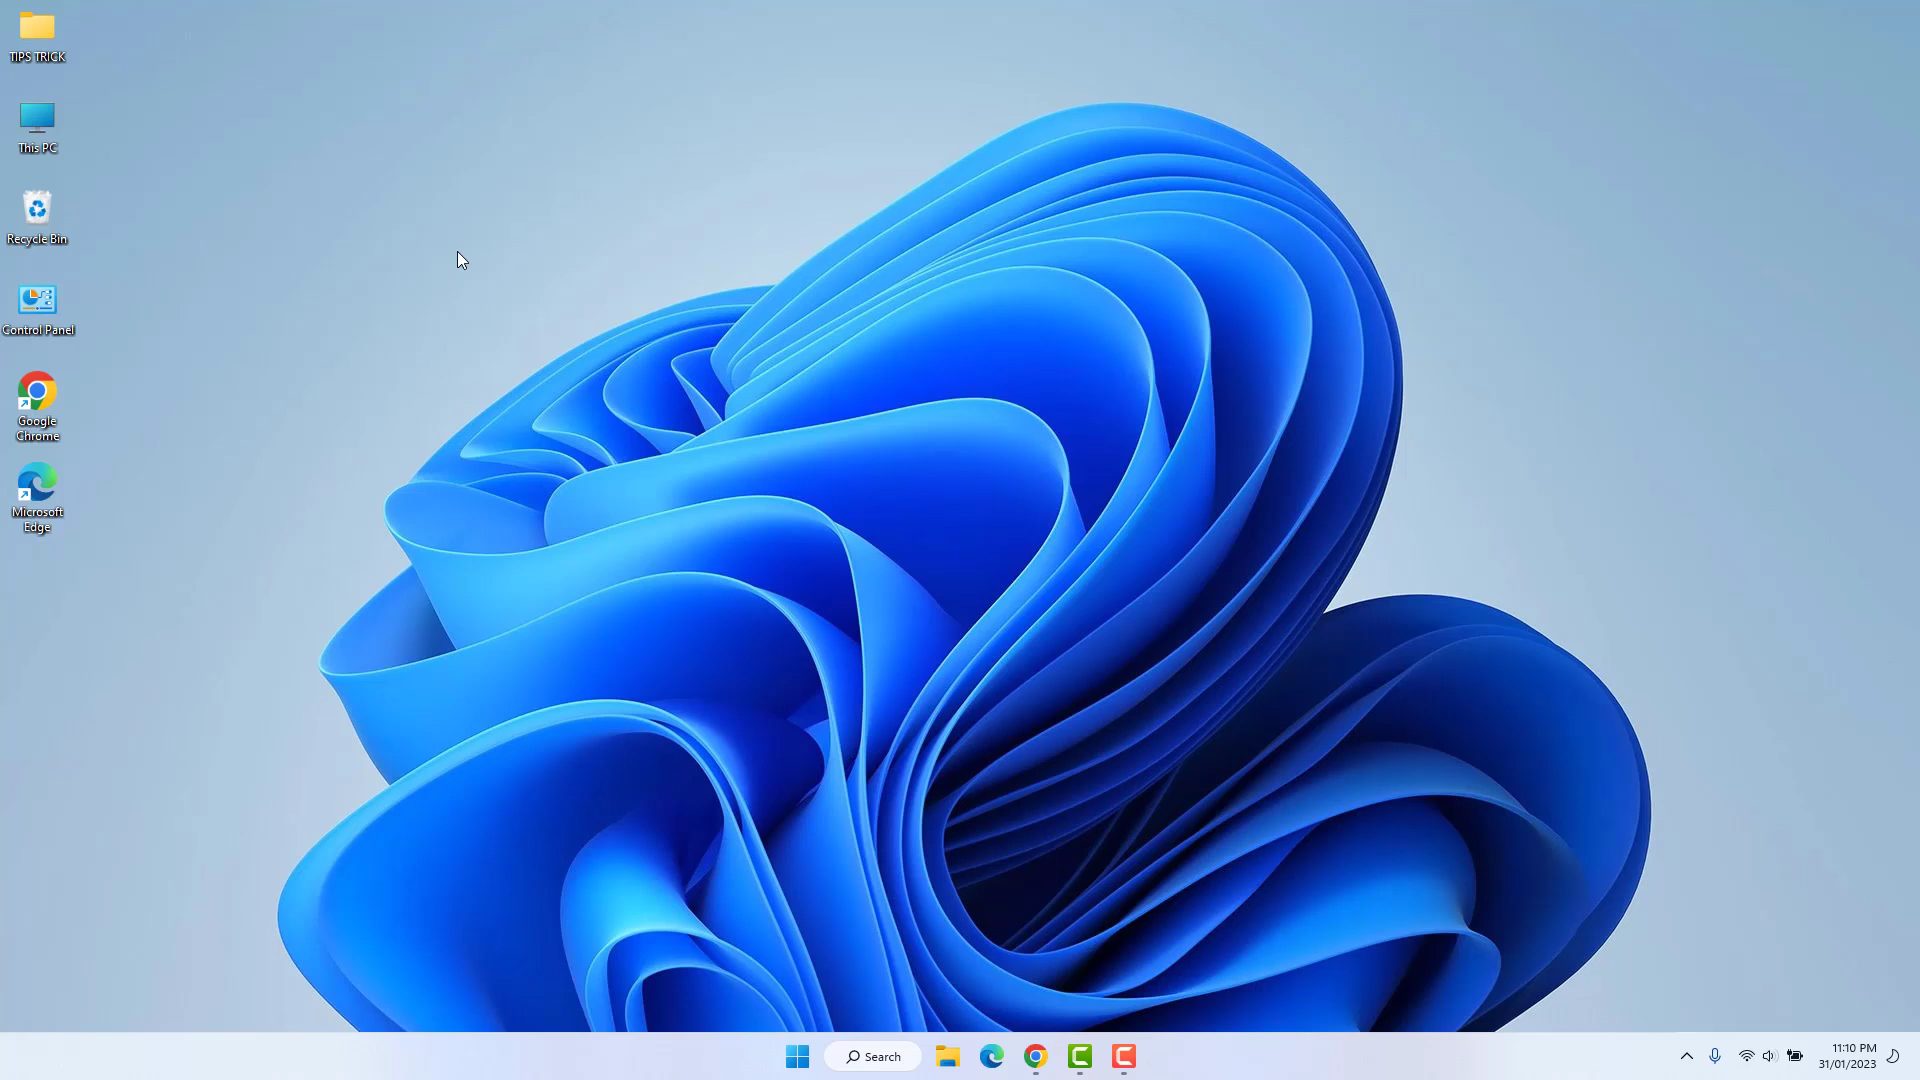 TIPS TRICK
This PC
Recycle Bin
Control Panel
Google
Chrome
Microsoft
Edge
Search
11:10 PM
31/01/2023